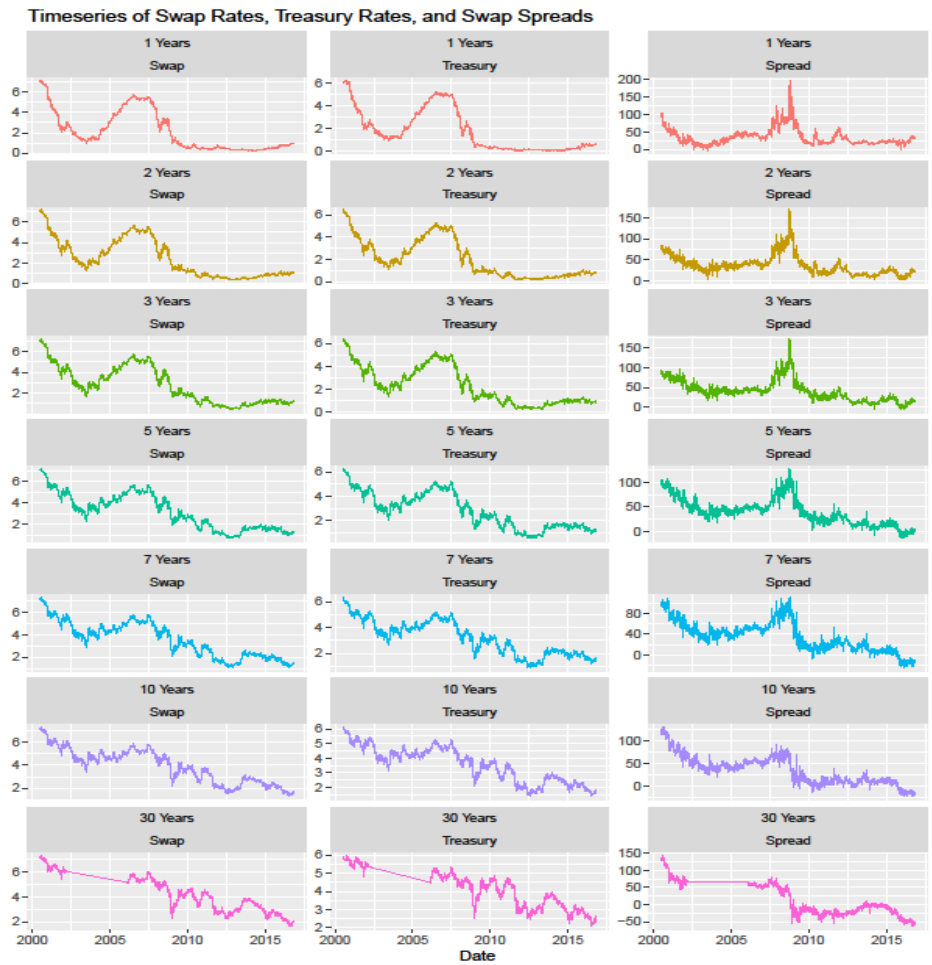 Timeseries of Swap Rates, Treasury Rates, and Swap Spreads
1 Years 1 Years 1 Years
Swap Treasury Spread
6 4 2 0
6 4 2 0
200 150 100 50 0
2 Years 2 Years 2 Years
Swap Treasury Spread
6 4 2 0
6 4 2 0
150 100 50 0
3 Years 3 Years 3 Years
Swap Treasury Spread
6 4 2
6 4 2 0
150 100 50 0
5 Years 5 Years 5 Years
Swap Treasury Spread
6 4 2
6 4 2
100 50 0
7 Years 7 Years 7 Years
Swap Treasury Spread
6 4 2
6 4 2
80 40 0
10 Years 10 Years 10 Years
Swap Treasury Spread
6 4 2
6 5 4 3 2
100 50 0
30 Years 30 Years 30 Years
Swap Treasury Spread
6 4 2
6 5 4 3 2
150 100 50 0 −50
2000 2005 2010 2015 2000 2005 2010 2015 2000 2005 2010 2015
Date